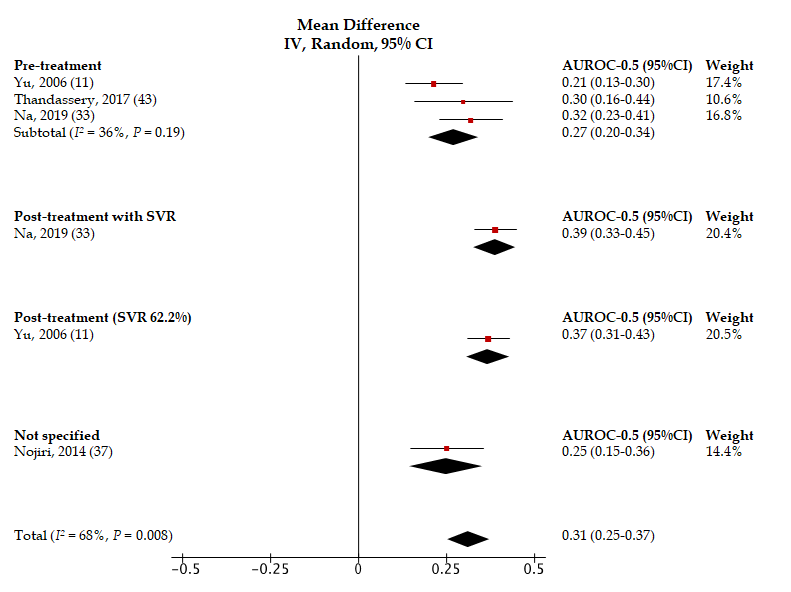 Mean Difference
IV, Random, 95% CI
Pre-treatment AUROC-0.5 (95%CI) Weight
Yu, 2006 (11) 0.21 (0.13-0.30) 17.4%
Thandassery, 2017 (43) 0.30 (0.16-0.44) 10.6%
Na, 2019 (33) 0.32 (0.23-0.41) 16.8%
Subtotal (I² = 36%, P = 0.19) 0.27 (0.20-0.34)
Post-treatment with SVR AUROC-0.5 (95%CI) Weight
Na, 2019 (33) 0.39 (0.33-0.45) 20.4%
Post-treatment (SVR 62.2%) AUROC-0.5 (95%CI) Weight
Yu, 2006 (11) 0.37 (0.31-0.43) 20.5%
Not specified AUROC-0.5 (95%CI) Weight
Nojiri, 2014 (37) 0.25 (0.15-0.36) 14.4%
Total (I² = 68%, P = 0.008) 0.31 (0.25-0.37)
−0.5 −0.25 0 0.25 0.5